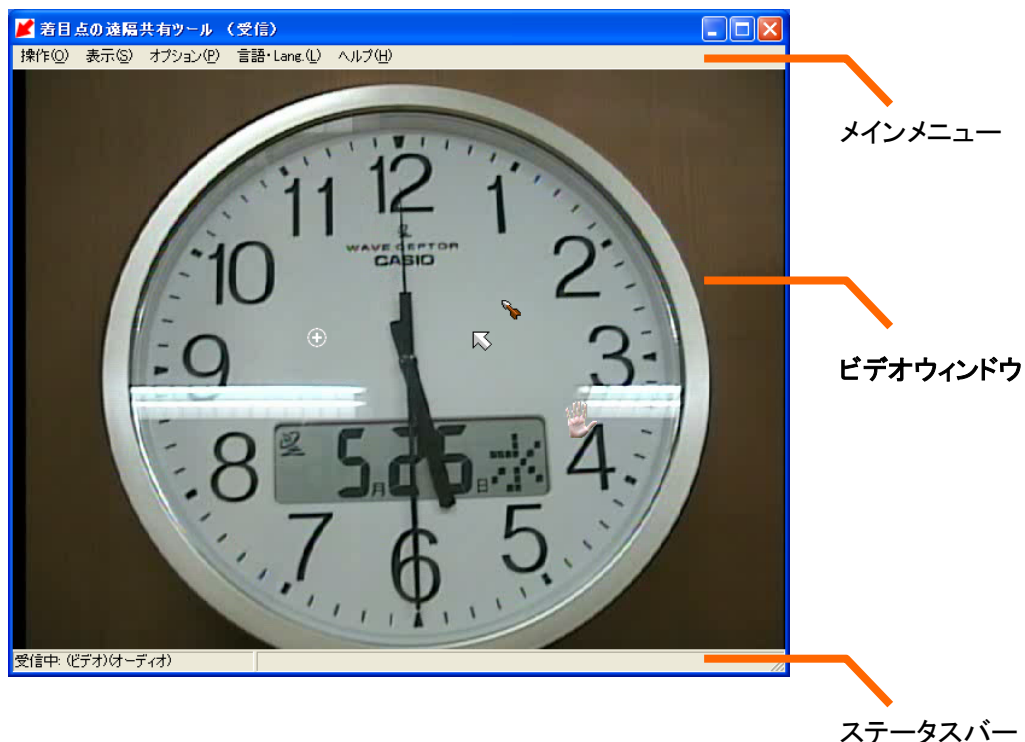 着目点の遠隔共有ツール （受信）
操作(O) 表示(S) オプション(P) 言語・Lang.(L) ヘルプ(H)
メインメニュー
12
11
1
WAVE CEPTOR
CASIO
10
2
ビデオウィンドウ
9
3
8
5月26日 水
4
7
5
6
受信中: (ビデオ)(オーディオ)
ステータスバー